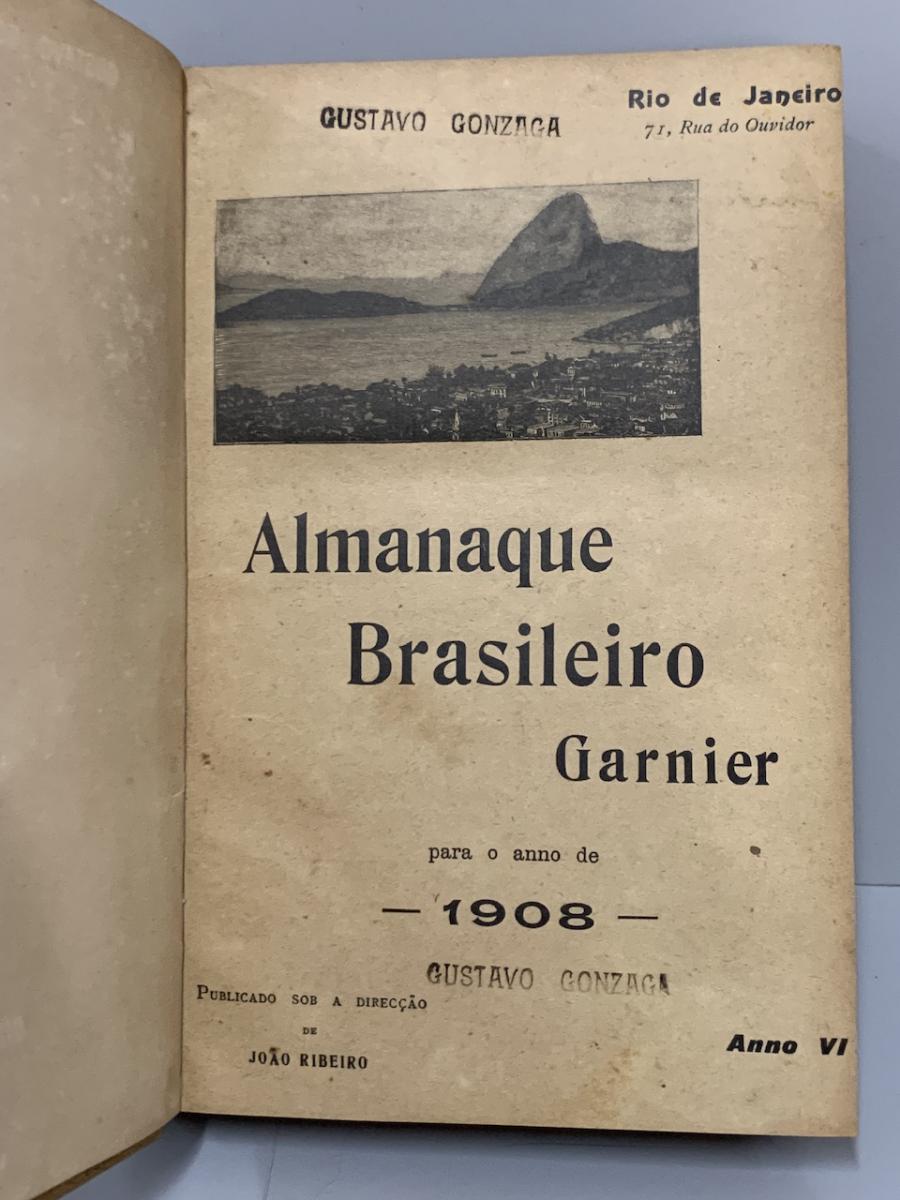 GUSTAVO GONZAGA
Rio de Janeiro
71, Rua do Ouvidor
Almanaque
Brasileiro
Garnier
para o anno de
— 1908 —
GUSTAVO GONZAGA
Publicado sob a direcção
de
JOÃO RIBEIRO
Anno VI